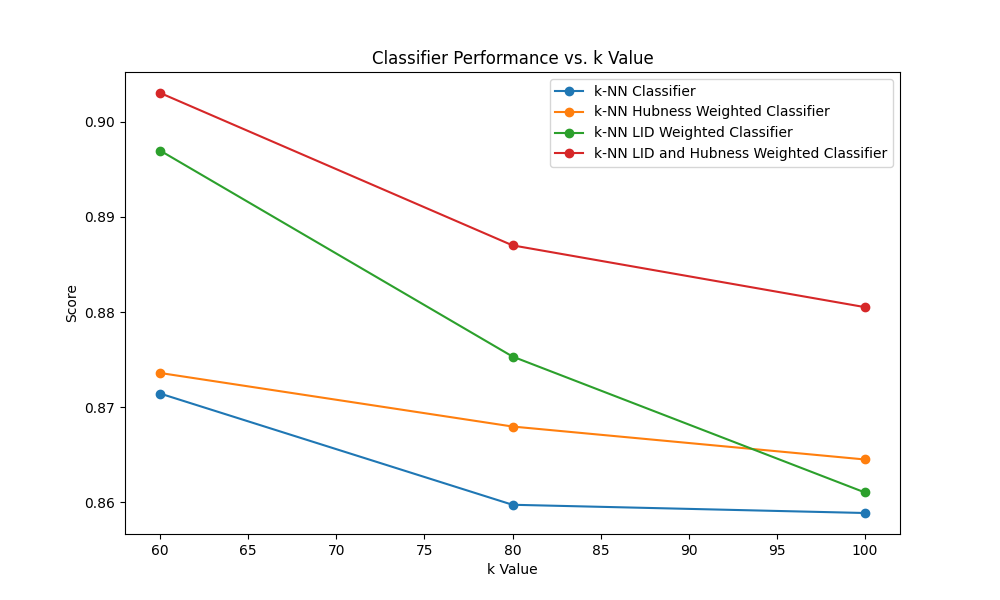 Classifier Performance vs. k Value
k-NN Classifier
k-NN Hubness Weighted Classifier
k-NN LID Weighted Classifier
k-NN LID and Hubness Weighted Classifier
0.90
0.89
0.88
0.87
0.86
Score
60 65 70 75 80 85 90 95 100
k Value